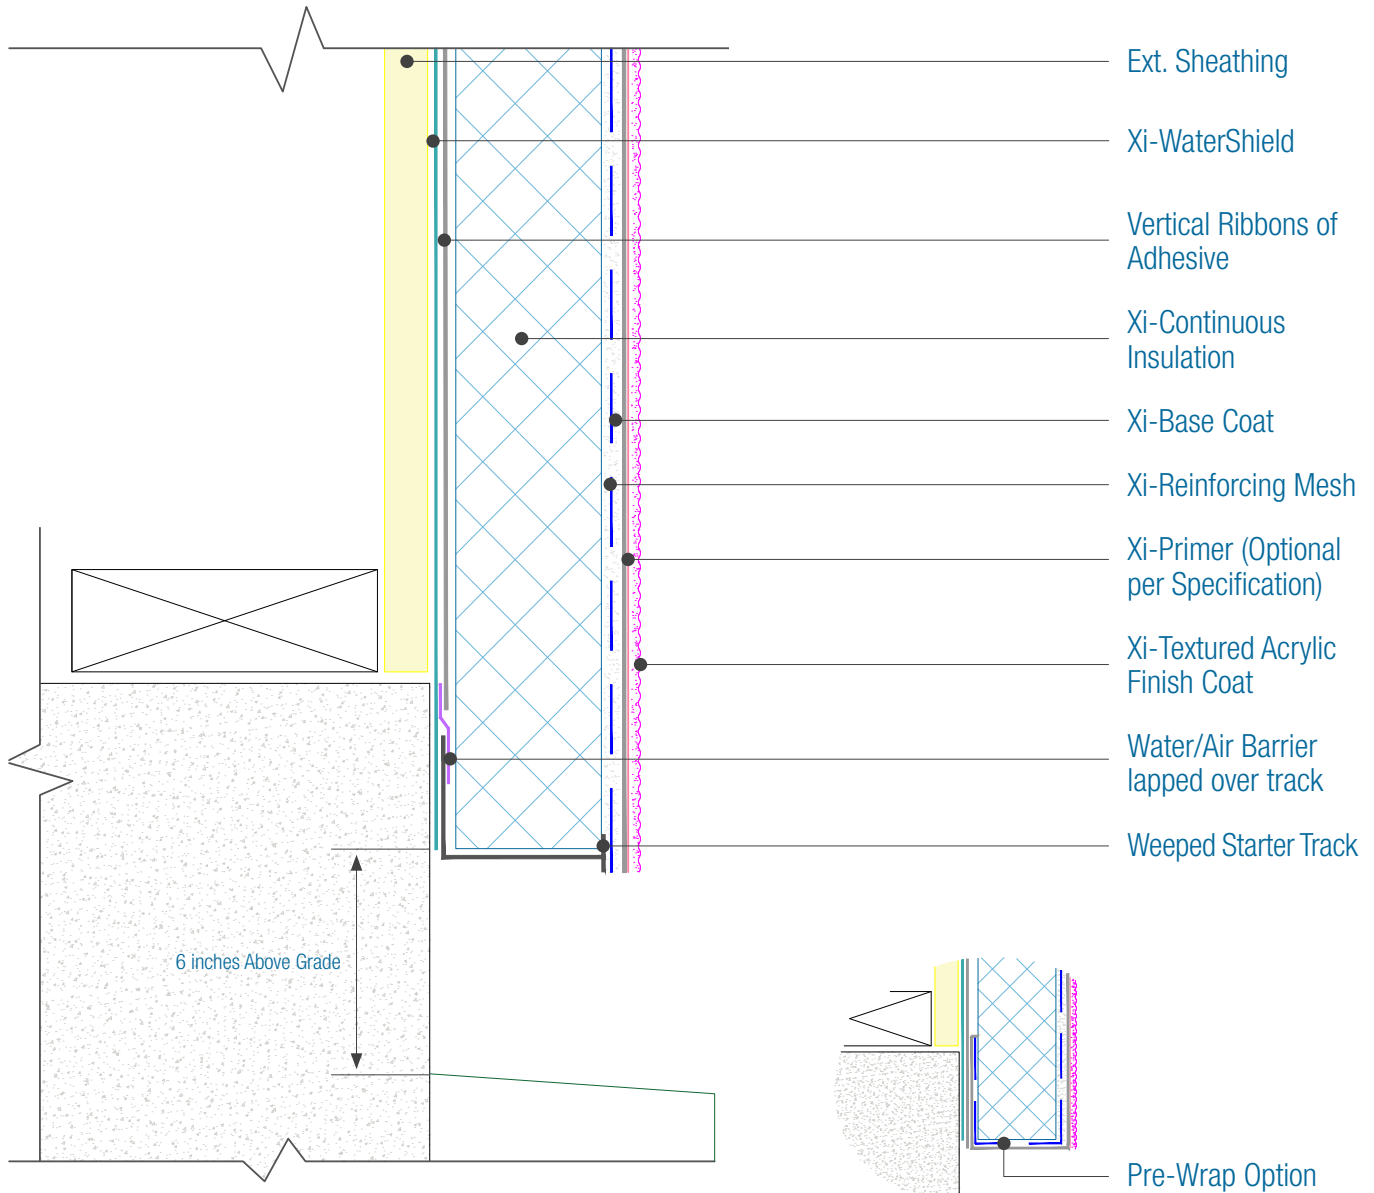 Ext. Sheathing
Xi-WaterShield
Vertical Ribbons of
Adhesive
Xi-Continuous
Insulation
Xi-Base Coat
Xi-Reinforcing Mesh
Xi-Primer (Optional
per Specification)
Xi-Textured Acrylic
Finish Coat
Water/Air Barrier
lapped over track
Weeped Starter Track
6 inches Above Grade
Pre-Wrap Option